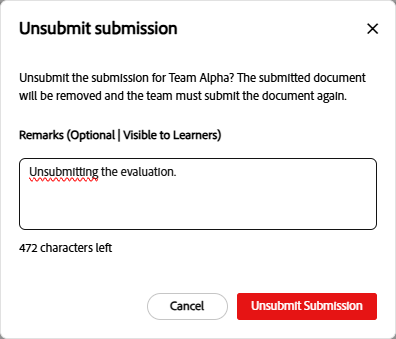 Unsubmit submission
Unsubmit the submission for Team Alpha? The submitted document
will be removed and the team must submit the document again.
Remarks (Optional | Visible to Learners)
Unsubmitting the evaluation.
472 characters left
Cancel
Unsubmit Submission